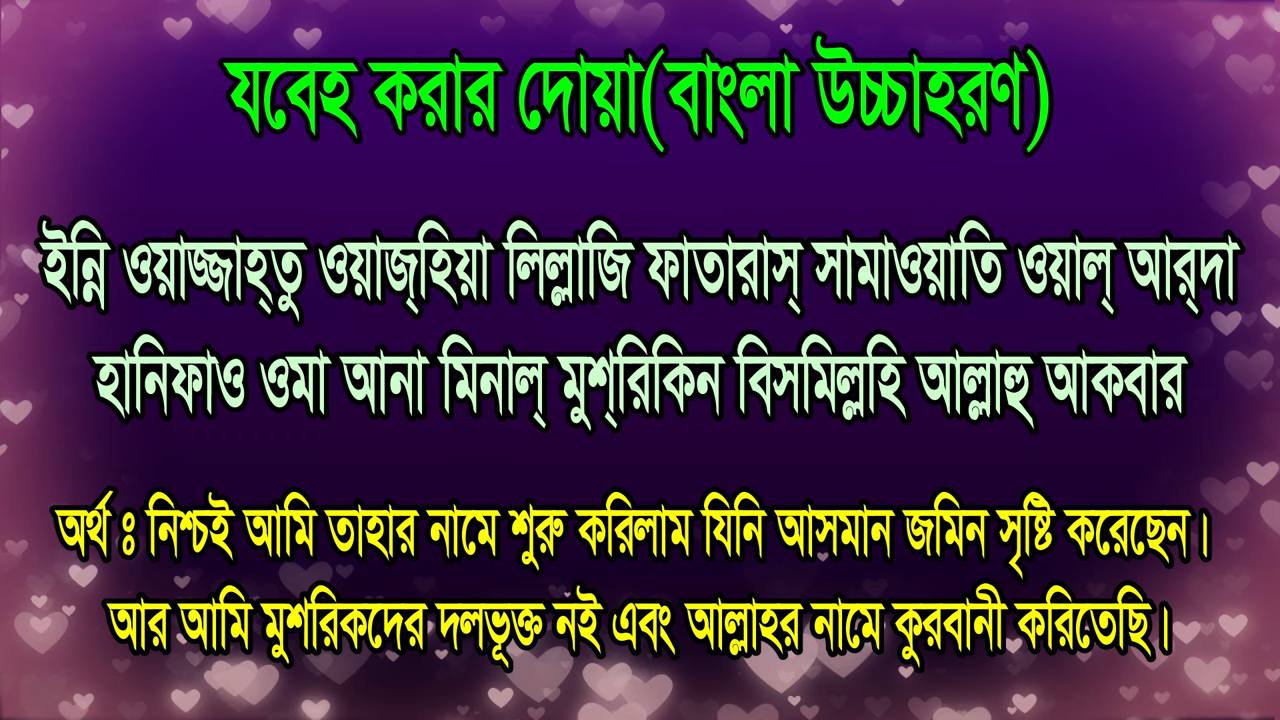 যবেহ করার দোয়া(বাংলা উচ্চাহরণ)
ইন্নি ওয়াজ্জাহ্তু ওয়াজ্হিয়া লিল্লাজি ফাতারাস্ সামাওয়াতি ওয়াল্ আর্দা
হানিফাও ওমা আনা মিনাল্ মুশ্রিকিন বিসমিল্লহি আল্লাহু আকবার
অর্থ ঃ নিশ্চই আমি তাহার নামে শুরু করিলাম যিনি আসমান জমিন সৃষ্টি করেছেন।
আর আমি মুশরিকদের দলভূক্ত নই এবং আল্লাহর নামে কুরবানী করিতেছি।